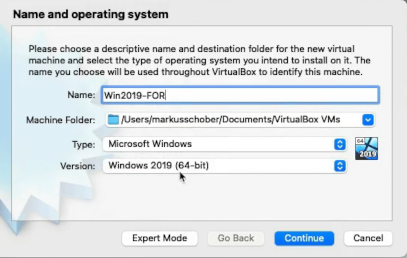 Name and operating system
Please choose a descriptive name and destination folder for the new virtual
machine and select the type of operating system you intend to install on it. The
name you choose will be used throughout VirtualBox to identify this machine.
Name: Win2019-FOR
Machine Folder: /Users/markusschober/Documents/VirtualBox VMs
Type: Microsoft Windows
64
2019
Version: Windows 2019 (64-bit)
Expert Mode Go Back Continue Cancel